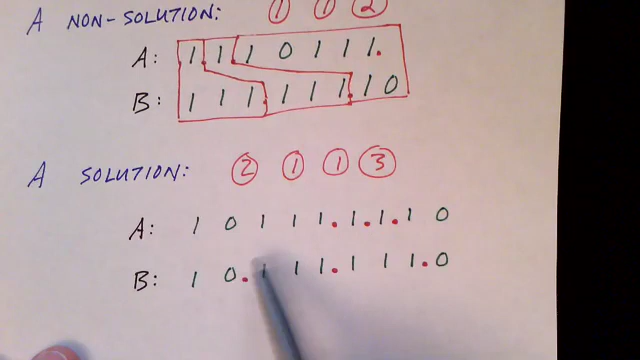 A NON-SOLUTION: 1 1 2
A: 1.1.1 0 1 1 1.
B: 1 1 1.1 1 1.1 0
A SOLUTION: 2 1 1 3
A: 1 0 1 1 1.1.1.1 0
B: 1 0.1 1 1.1 1 1.0